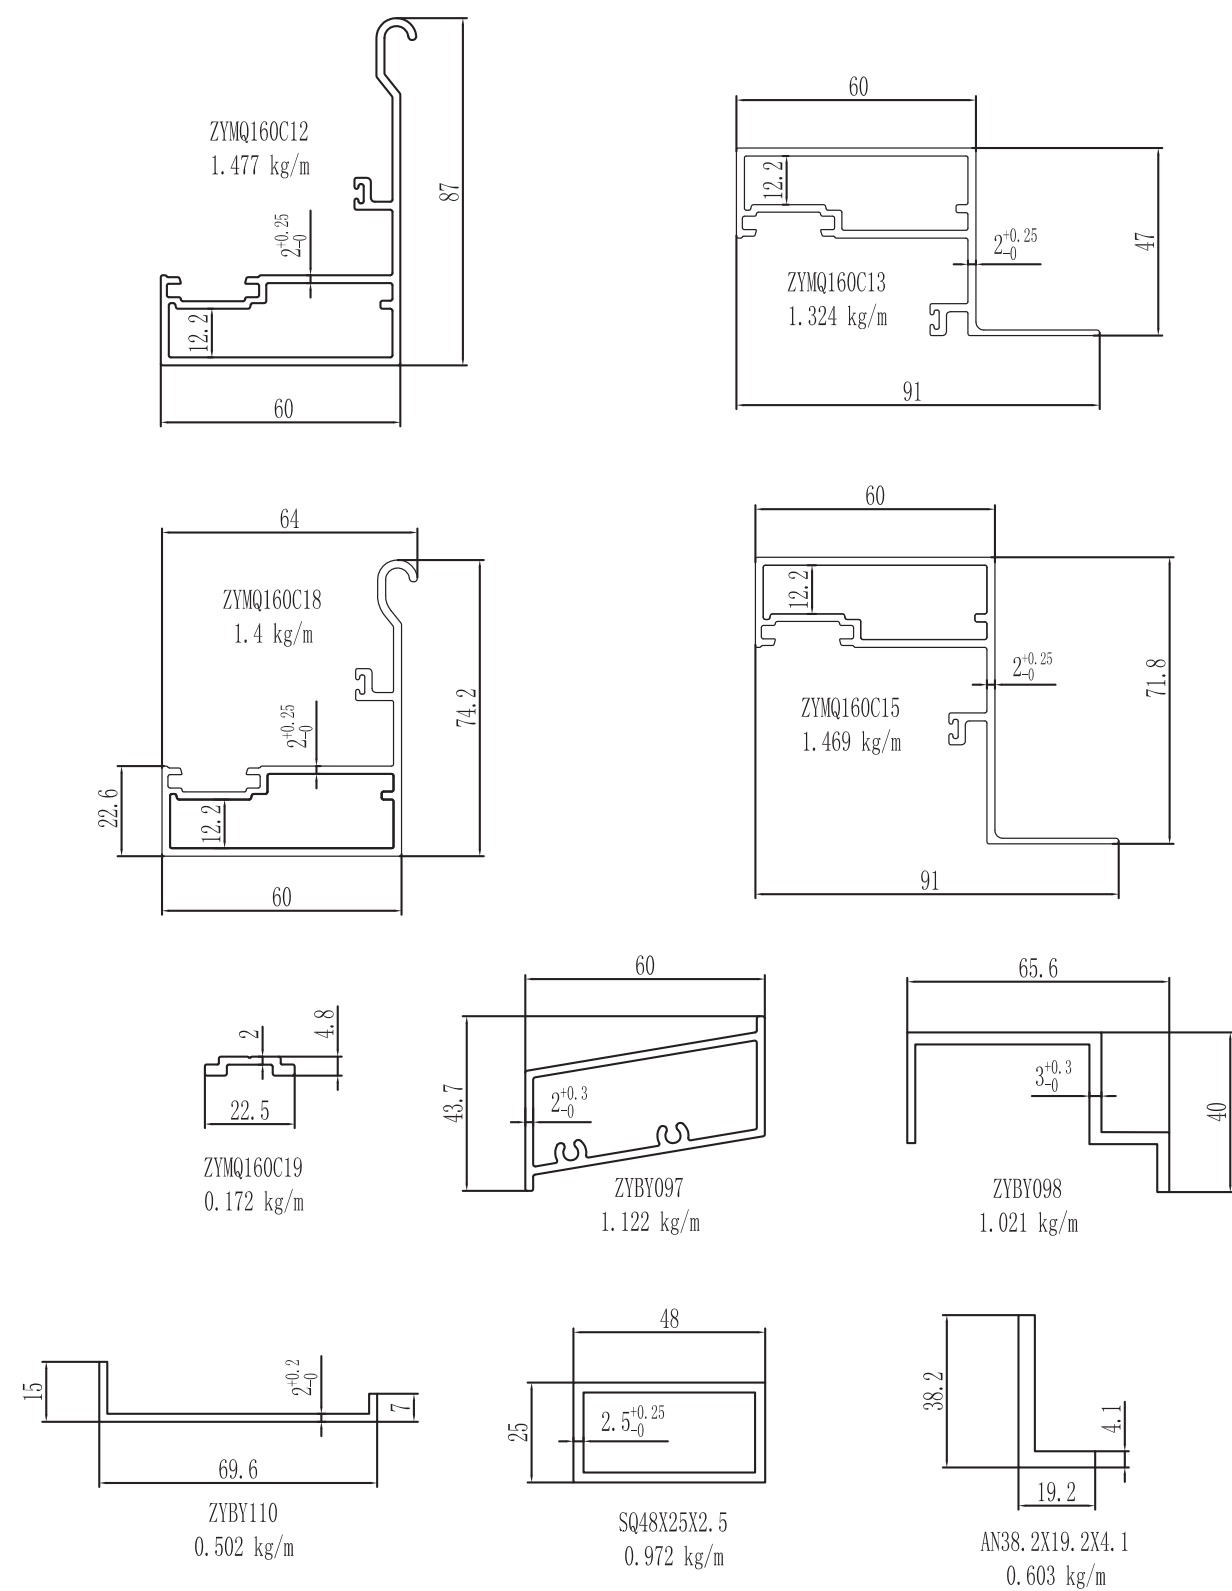 ZYMQ160C12
1.477 kg/m
87
2+0.25
-0
12.2
60
60
12.2
47
2+0.25
-0
ZYMQ160C13
1.324 kg/m
91
64
ZYMQ160C18
1.4 kg/m
74.2
2+0.25
-0
22.6
12.2
60
60
12.2
71.8
2+0.25
-0
ZYMQ160C15
1.469 kg/m
91
2
4.8
22.5
ZYMQ160C19
0.172 kg/m
60
43.7
2+0.3
-0
ZYBY097
1.122 kg/m
65.6
3+0.3
-0
40
ZYBY098
1.021 kg/m
15
2+0.2
-0
7
69.6
ZYBY110
0.502 kg/m
48
25
2.5+0.25
-0
SQ48X25X2.5
0.972 kg/m
38.2
4.1
19.2
AN38.2X19.2X4.1
0.603 kg/m